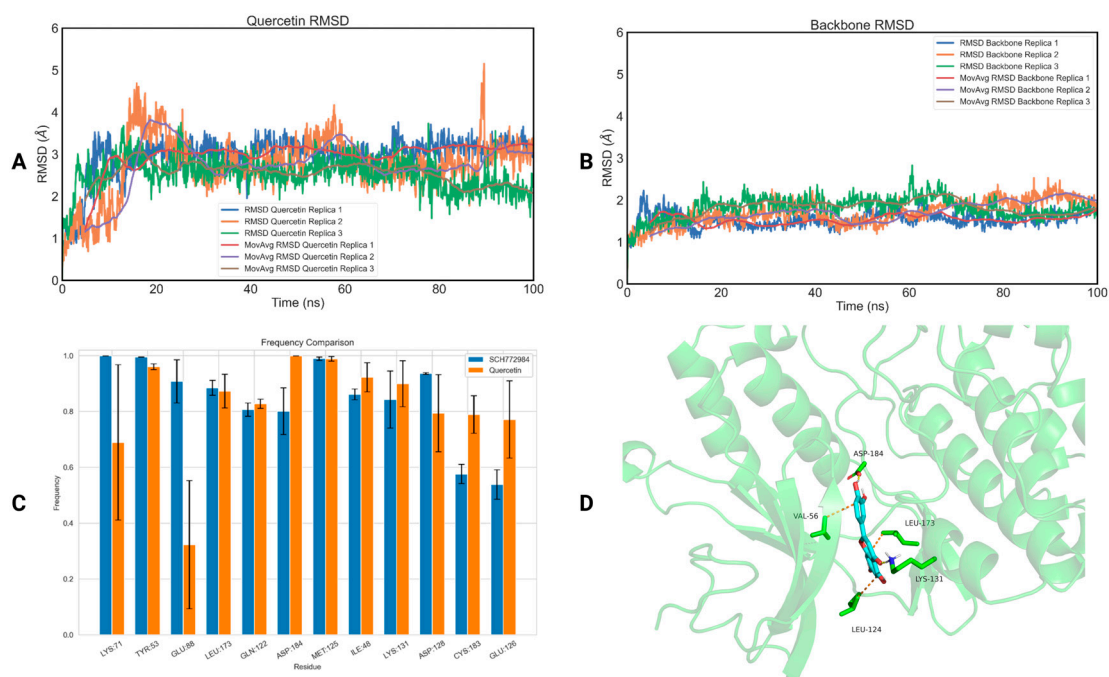 Quercetin RMSD
6
5
4
3
2
1
0
RMSD (Å)
A
RMSD Quercetin Replica 1
RMSD Quercetin Replica 2
RMSD Quercetin Replica 3
MovAvg RMSD Quercetin Replica 1
MovAvg RMSD Quercetin Replica 2
MovAvg RMSD Quercetin Replica 3
0 20 40 60 80 100
Time (ns)
Backbone RMSD
6
5
4
3
2
1
0
RMSD (Å)
B
RMSD Backbone Replica 1
RMSD Backbone Replica 2
RMSD Backbone Replica 3
MovAvg RMSD Backbone Replica 1
MovAvg RMSD Backbone Replica 2
MovAvg RMSD Backbone Replica 3
0 20 40 60 80 100
Time (ns)
Frequency Comparison
SCH772984
Quercetin
1.0
0.8
0.6
0.4
0.2
0.0
Frequency
C
LYS:71 TYR:53 GLU:88 LEU:173 GLN:122 ASP:184 MET:125 ILE:48 LYS:131 ASP:128 CYS:183 GLU:126
Residue
D
ASP-184
VAL-56
LEU-173
LYS-131
LEU-124